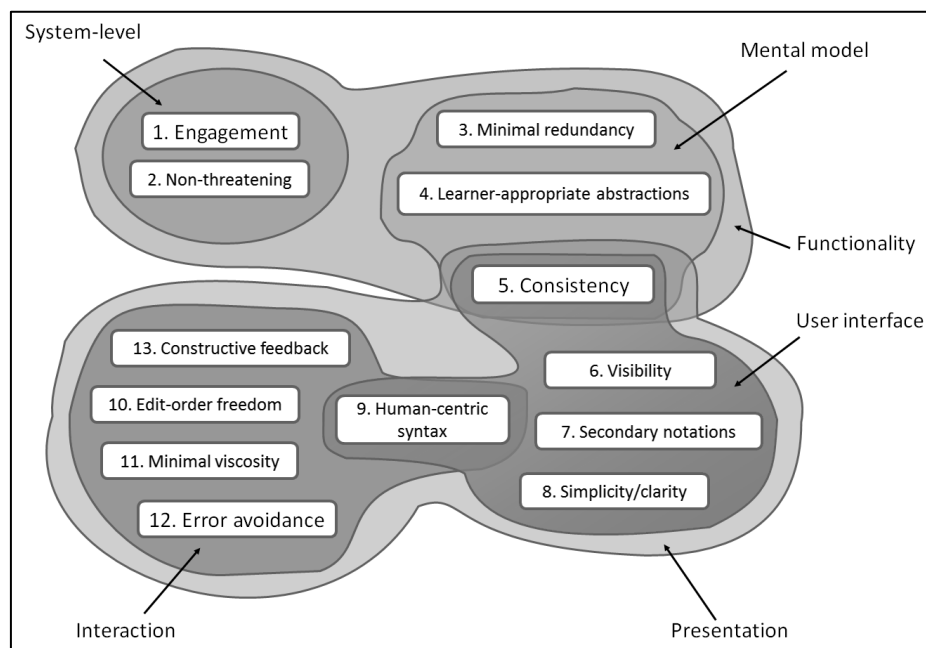 System-level
Mental model
1. Engagement
2. Non-threatening
3. Minimal redundancy
4. Learner-appropriate abstractions
Functionality
5. Consistency
User interface
13. Constructive feedback
6. Visibility
10. Edit-order freedom
9. Human-centric
syntax
7. Secondary notations
11. Minimal viscosity
8. Simplicity/clarity
12. Error avoidance
Interaction
Presentation